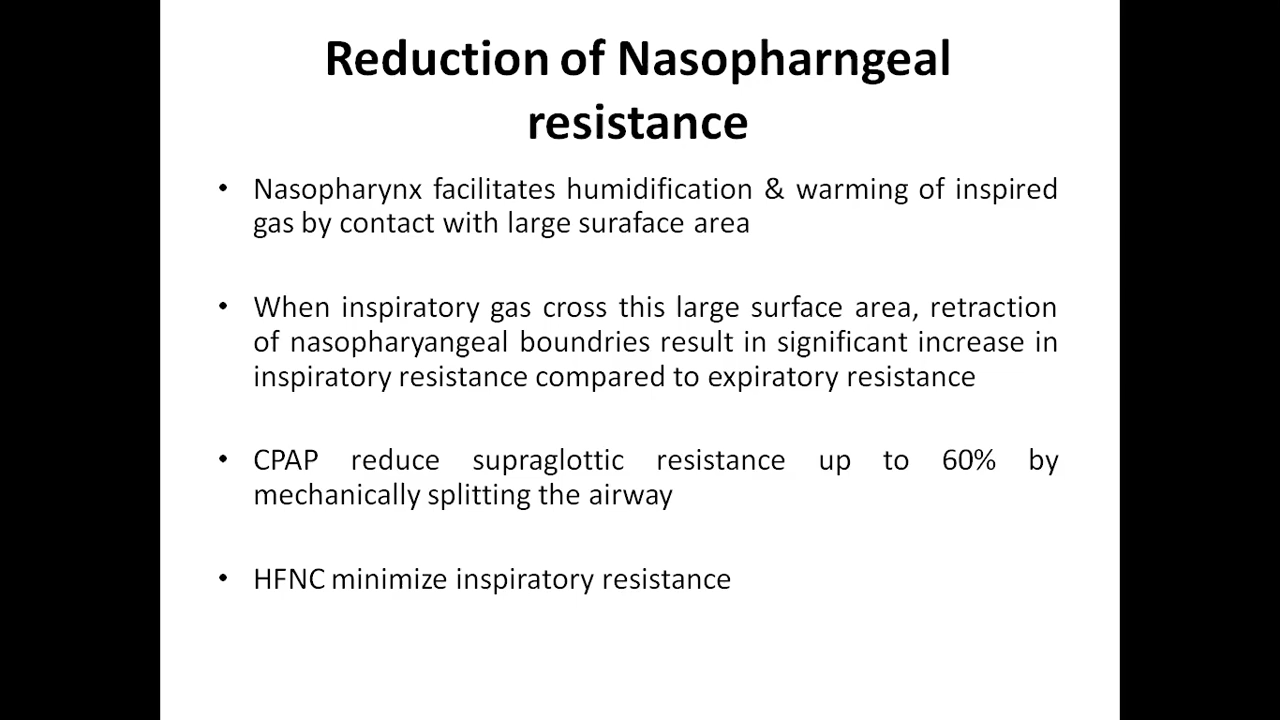 Reduction of Nasopharngeal
resistance
• Nasopharynx facilitates humidification & warming of inspired
gas by contact with large suraface area
• When inspiratory gas cross this large surface area, retraction
of nasopharyangeal boundries result in significant increase in
inspiratory resistance compared to expiratory resistance
• CPAP reduce supraglottic resistance up to 60% by
mechanically splitting the airway
• HFNC minimize inspiratory resistance